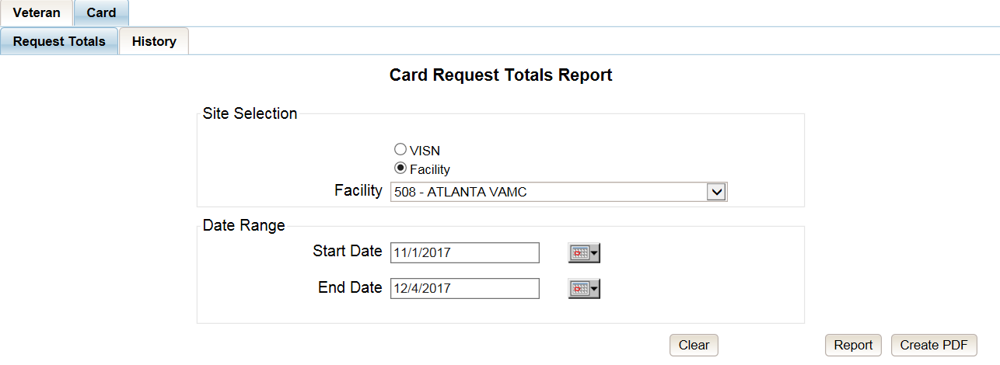 Veteran Card
Request Totals History
Card Request Totals Report
Site Selection
VISN
Facility
Facility 508 - ATLANTA VAMC
Date Range
Start Date 11/1/2017
End Date 12/4/2017
Clear Report Create PDF